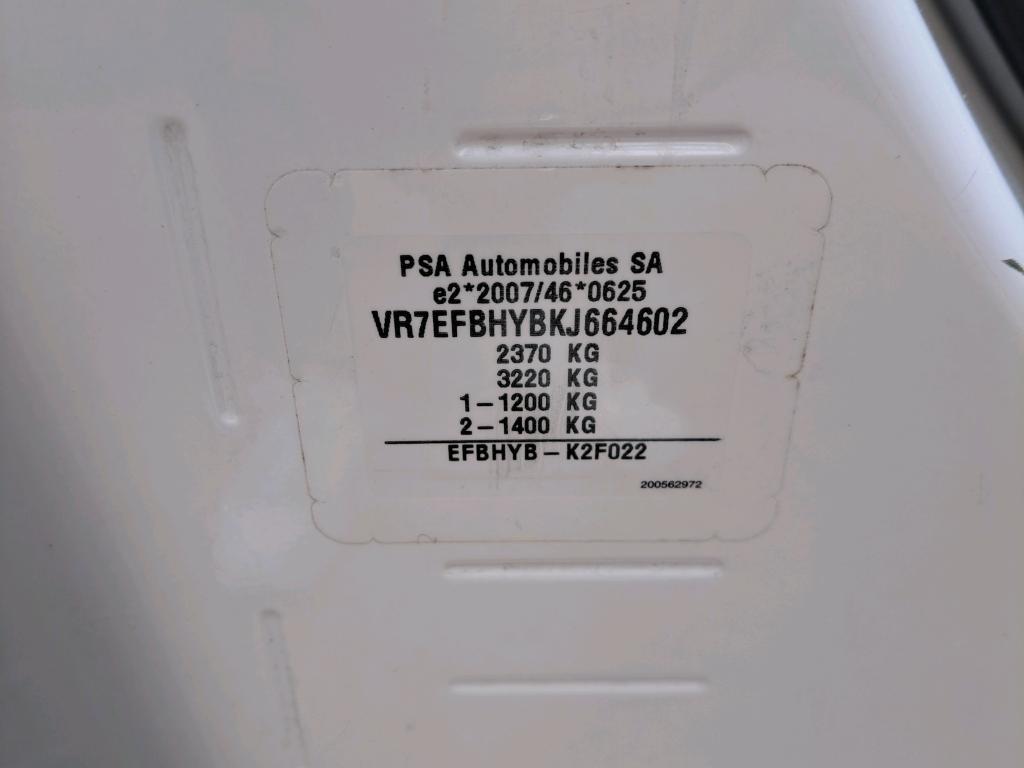 PSA Automobiles SA
e2*2007/46*0625
VR7EFBHYBKJ664602
2370 KG
3220 KG
1-1200 KG
2-1400 KG
EFBHYB-K2F022
200562972